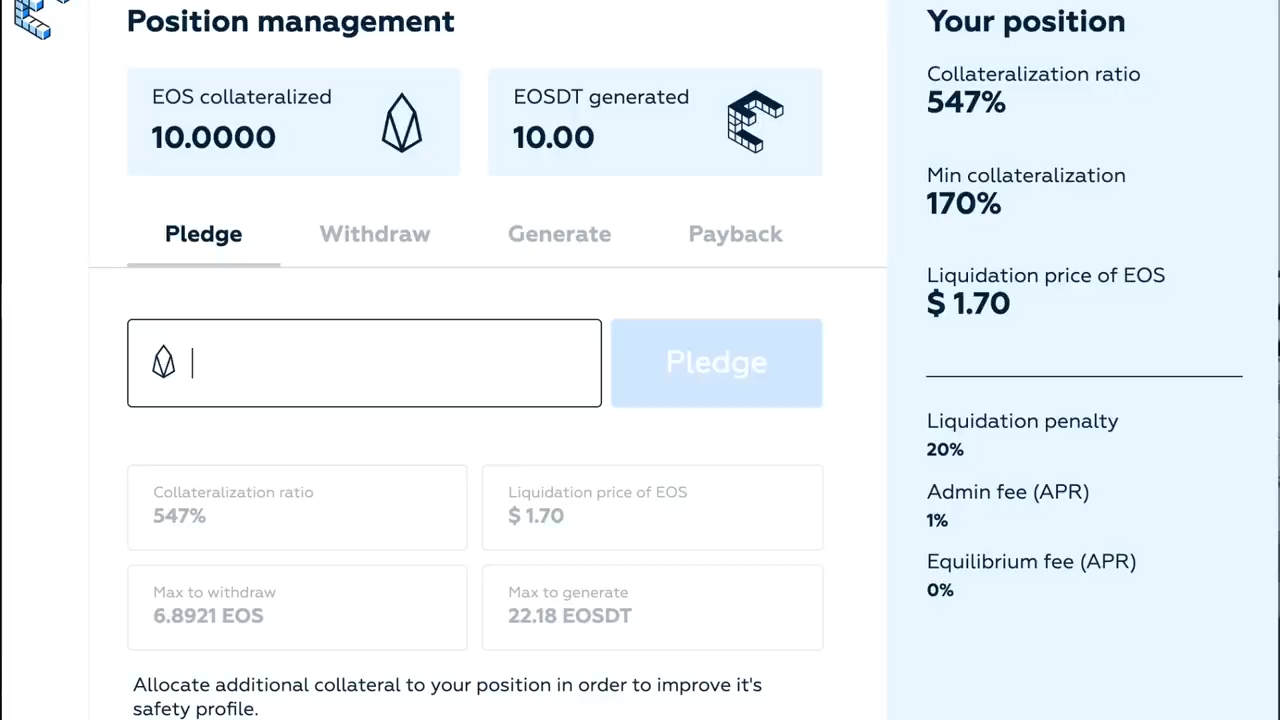 Position management
EOS collateralized
10.0000
EOSDT generated
10.00
Pledge
Withdraw
Generate
Payback
Pledge
Collateralization ratio
547%
Liquidation price of EOS
$ 1.70
Max to withdraw
6.8921 EOS
Max to generate
22.18 EOSDT
Allocate additional collateral to your position in order to improve it's
safety profile.
Your position
Collateralization ratio
547%
Min collateralization
170%
Liquidation price of EOS
$ 1.70
Liquidation penalty
20%
Admin fee (APR)
1%
Equilibrium fee (APR)
0%